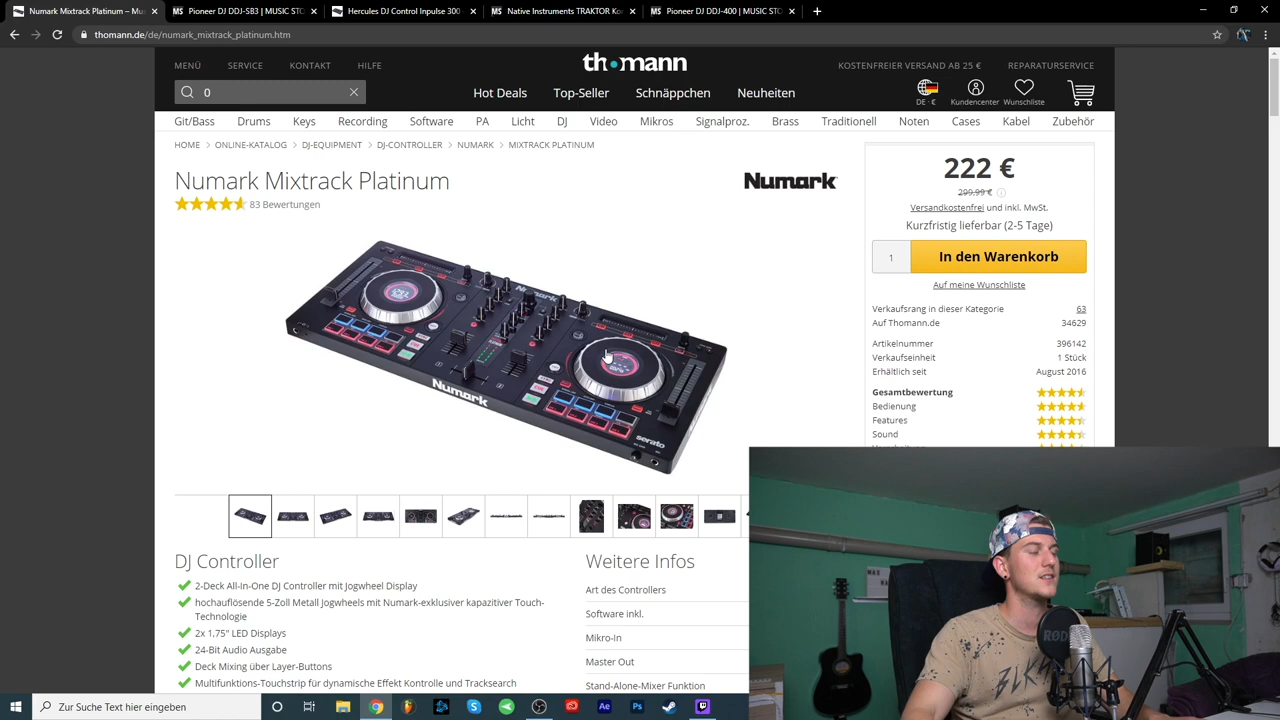 Numark Mixtrack Platinum – Mus
Pioneer DJ DDJ-SB3 | MUSIC STO
Hercules DJ Control Inpulse 300
Native Instruments TRAKTOR Ko
Pioneer DJ DDJ-400 | MUSIC STO
thomann.de/de/numark_mixtrack_platinum.htm
MENÜ SERVICE KONTAKT HILFE
th•mann
KOSTENFREIER VERSAND AB 25 € REPARATURSERVICE
0
Hot Deals Top-Seller Schnäppchen Neuheiten
DE · € Kundencenter Wunschliste
Git/Bass Drums Keys Recording Software PA Licht DJ Video Mikros Signalproz. Brass Traditionell Noten Cases Kabel Zubehör
HOME > ONLINE-KATALOG > DJ-EQUIPMENT > DJ-CONTROLLER > NUMARK > MIXTRACK PLATINUM
Numark Mixtrack Platinum
83 Bewertungen
Numark
Numark
Numark
serato
222 €
299,99 €
Versandkostenfrei und inkl. MwSt.
Kurzfristig lieferbar (2-5 Tage)
1
In den Warenkorb
Auf meine Wunschliste
Verkaufsrang in dieser Kategorie 63
Auf Thomann.de 34629
Artikelnummer 396142
Verkaufseinheit 1 Stück
Erhältlich seit August 2016
Gesamtbewertung
Bedienung
Features
Sound
DJ Controller
2-Deck All-In-One DJ Controller mit Jogwheel Display
hochauflösende 5-Zoll Metall Jogwheels mit Numark-exklusiver kapazitiver Touch-
Technologie
2x 1,75" LED Displays
24-Bit Audio Ausgabe
Deck Mixing über Layer-Buttons
Multifunktions-Touchstrip für dynamische Effekt Kontrolle und Tracksearch
Weitere Infos
Art des Controllers
Software inkl.
Mikro-In
Master Out
Stand-Alone-Mixer Funktion
RØDE
Zur Suche Text hier eingeben